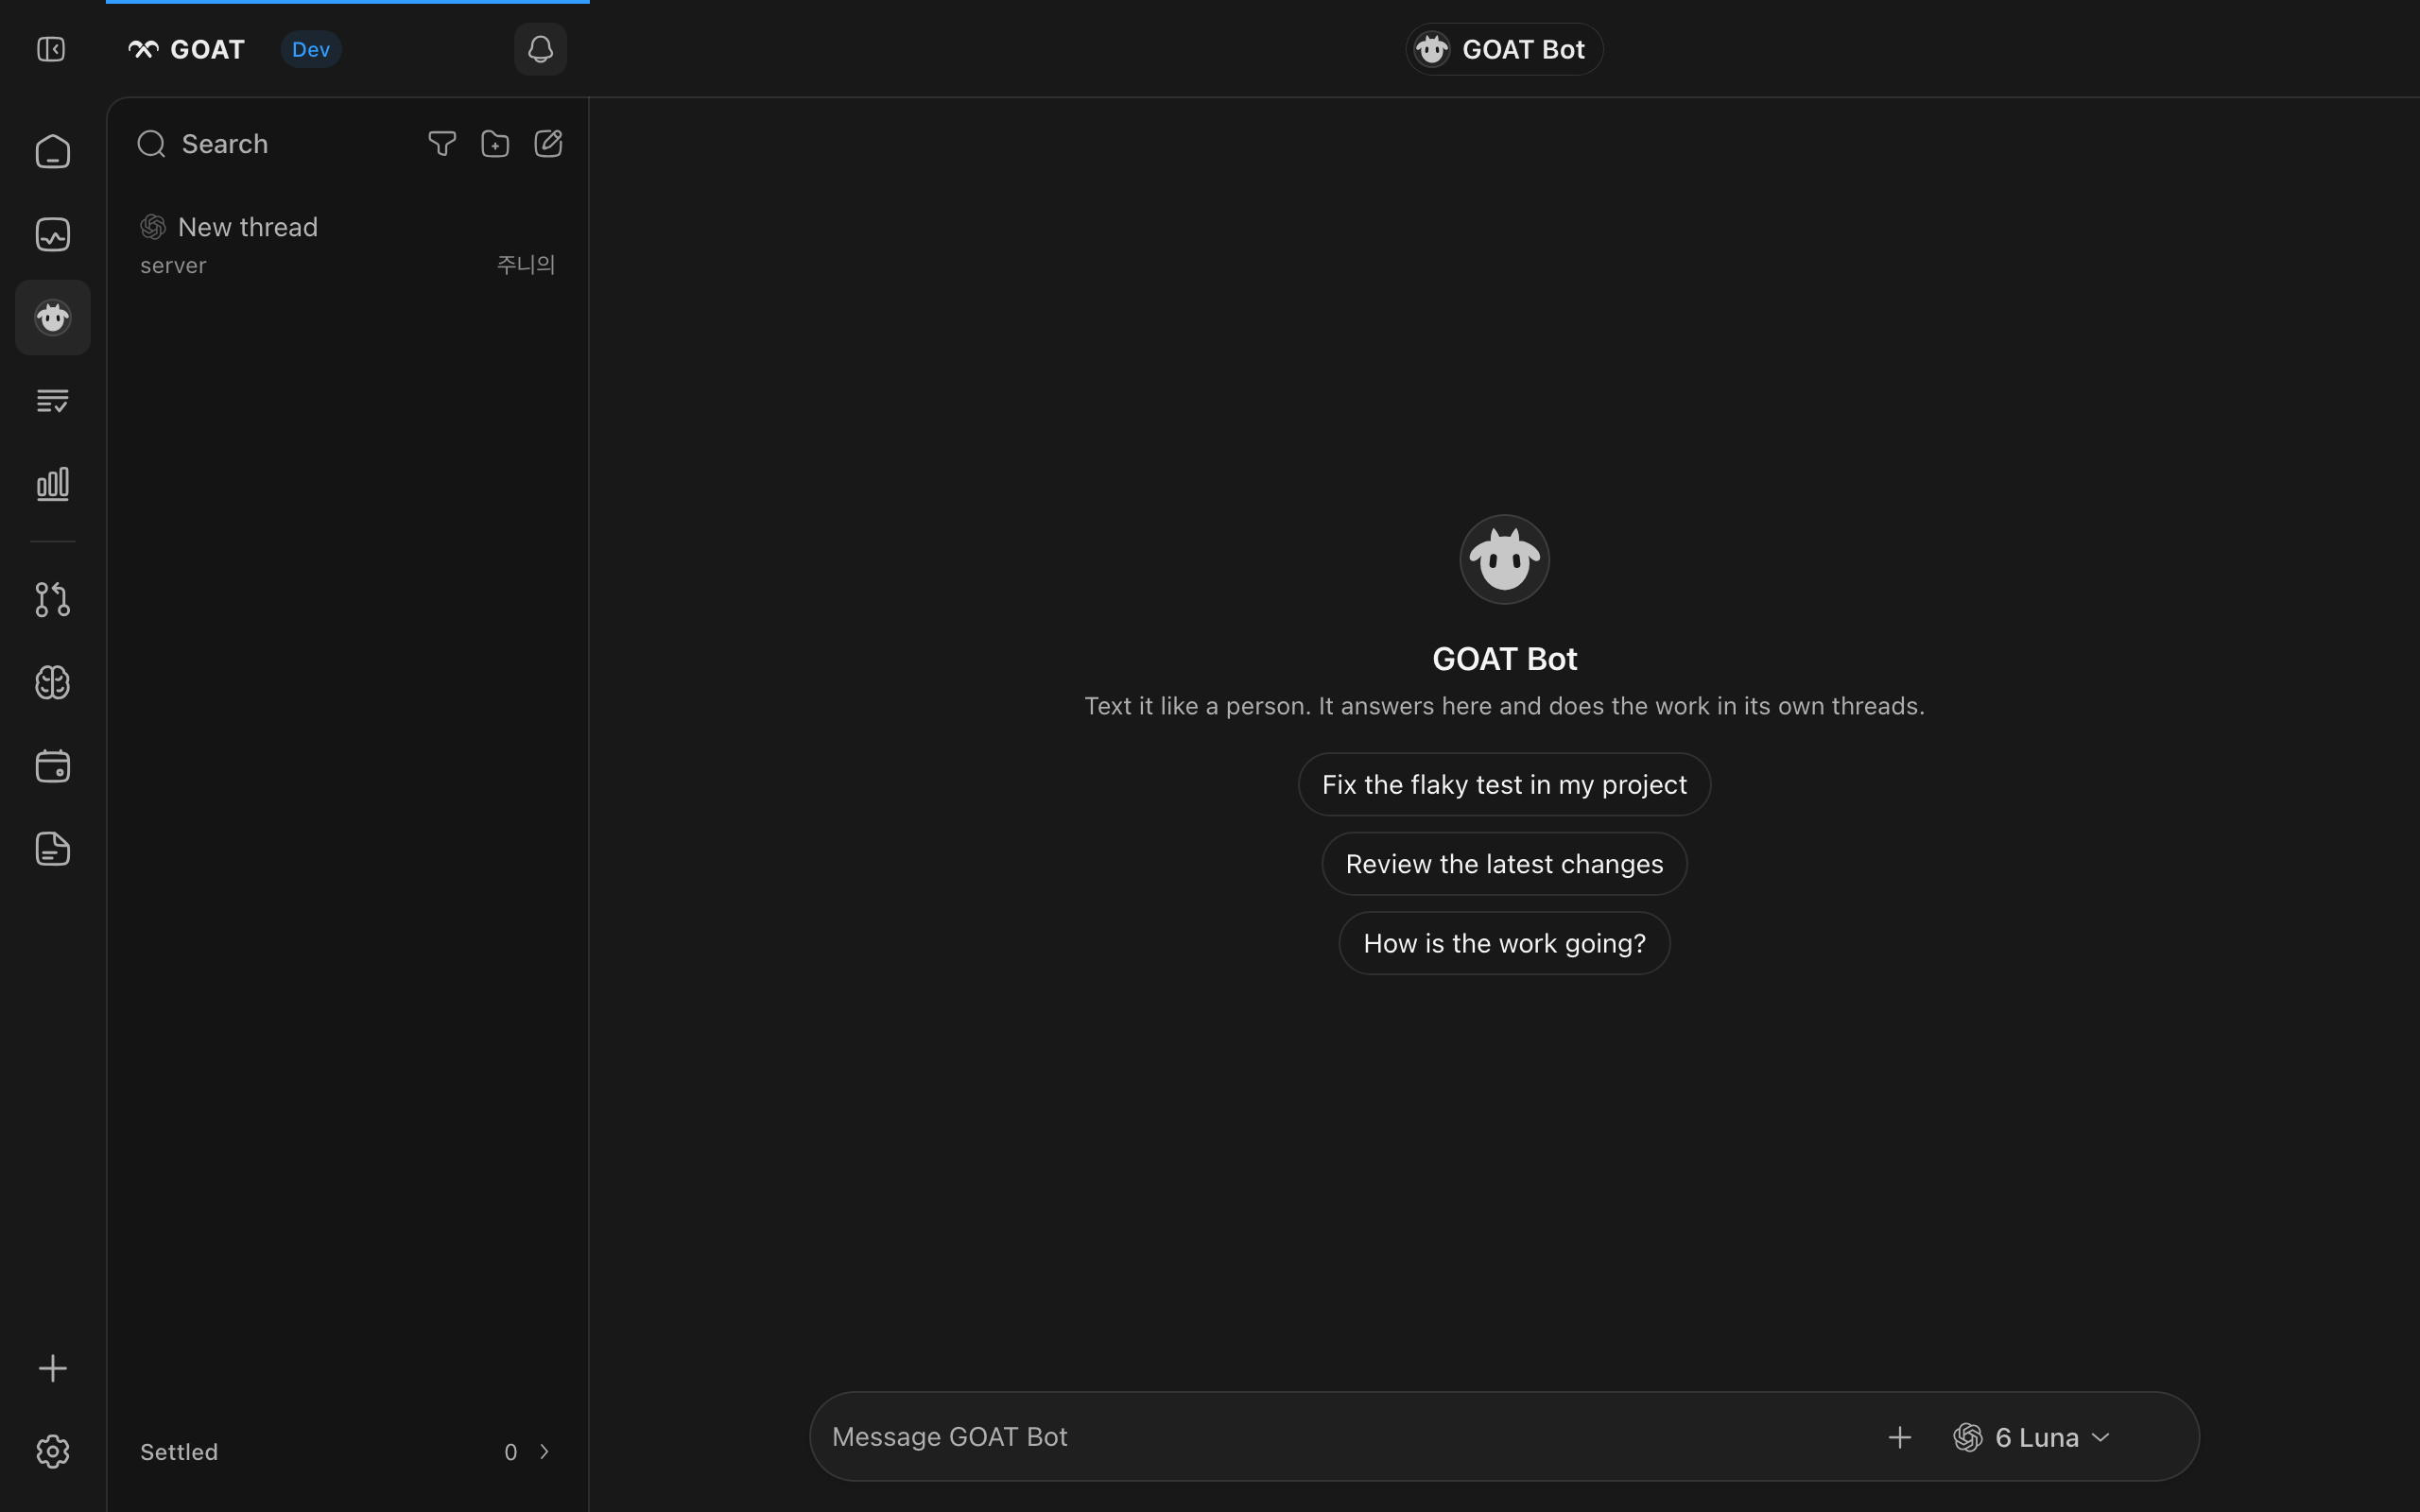 GOAT
Dev
GOAT Bot
Search
New thread
server
주니의
GOAT Bot
Text it like a person. It answers here and does the work in its own threads.
Fix the flaky test in my project
Review the latest changes
How is the work going?
Message GOAT Bot
6 Luna
Settled
0